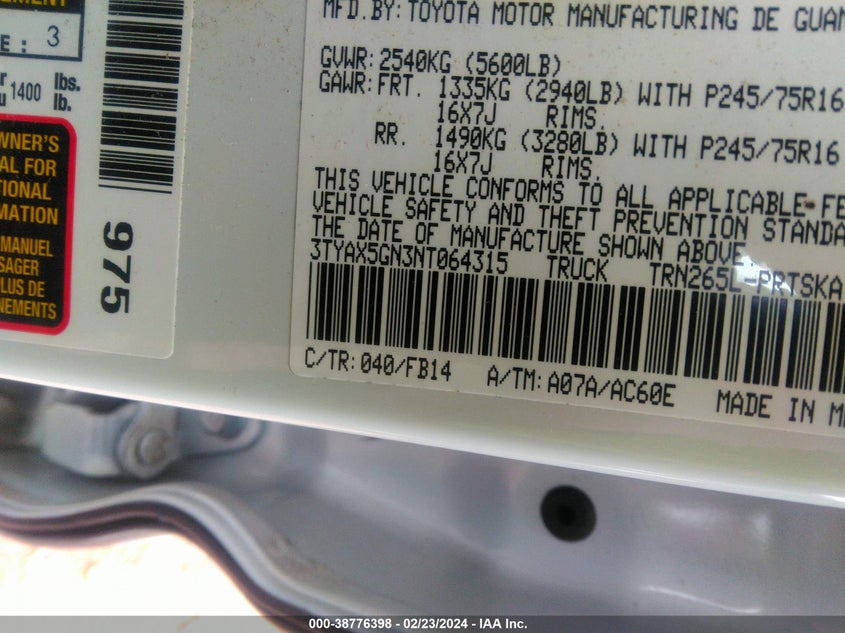 EMENT
E : 3
r 1400 lbs.
u lb.
WNER'S
AL FOR
TIONAL
RMATION
MANUEL
SAGER
PLUS DE
NEMENTS
975
MFD.BY:TOYOTA MOTOR MANUFACTURING DE GUAN
GVWR:2540KG (5600LB)
GAWR:FRT. 1335KG (2940LB) WITH P245/75R16
16X7J RIMS.
RR. 1490KG (3280LB) WITH P245/75R16
16X7J RIMS.
THIS VEHICLE CONFORMS TO ALL APPLICABLE FE
VEHICLE SAFETY AND THEFT PREVENTION STANDA
THE DATE OF MANUFACTURE SHOWN ABOVE.
3TYAX5GN3NT064315 TRUCK TRN265L-PRTSKA
C/TR:040/FB14 A/TM:A07A/AC60E MADE IN M
000-38776398 - 02/23/2024 - IAA Inc.